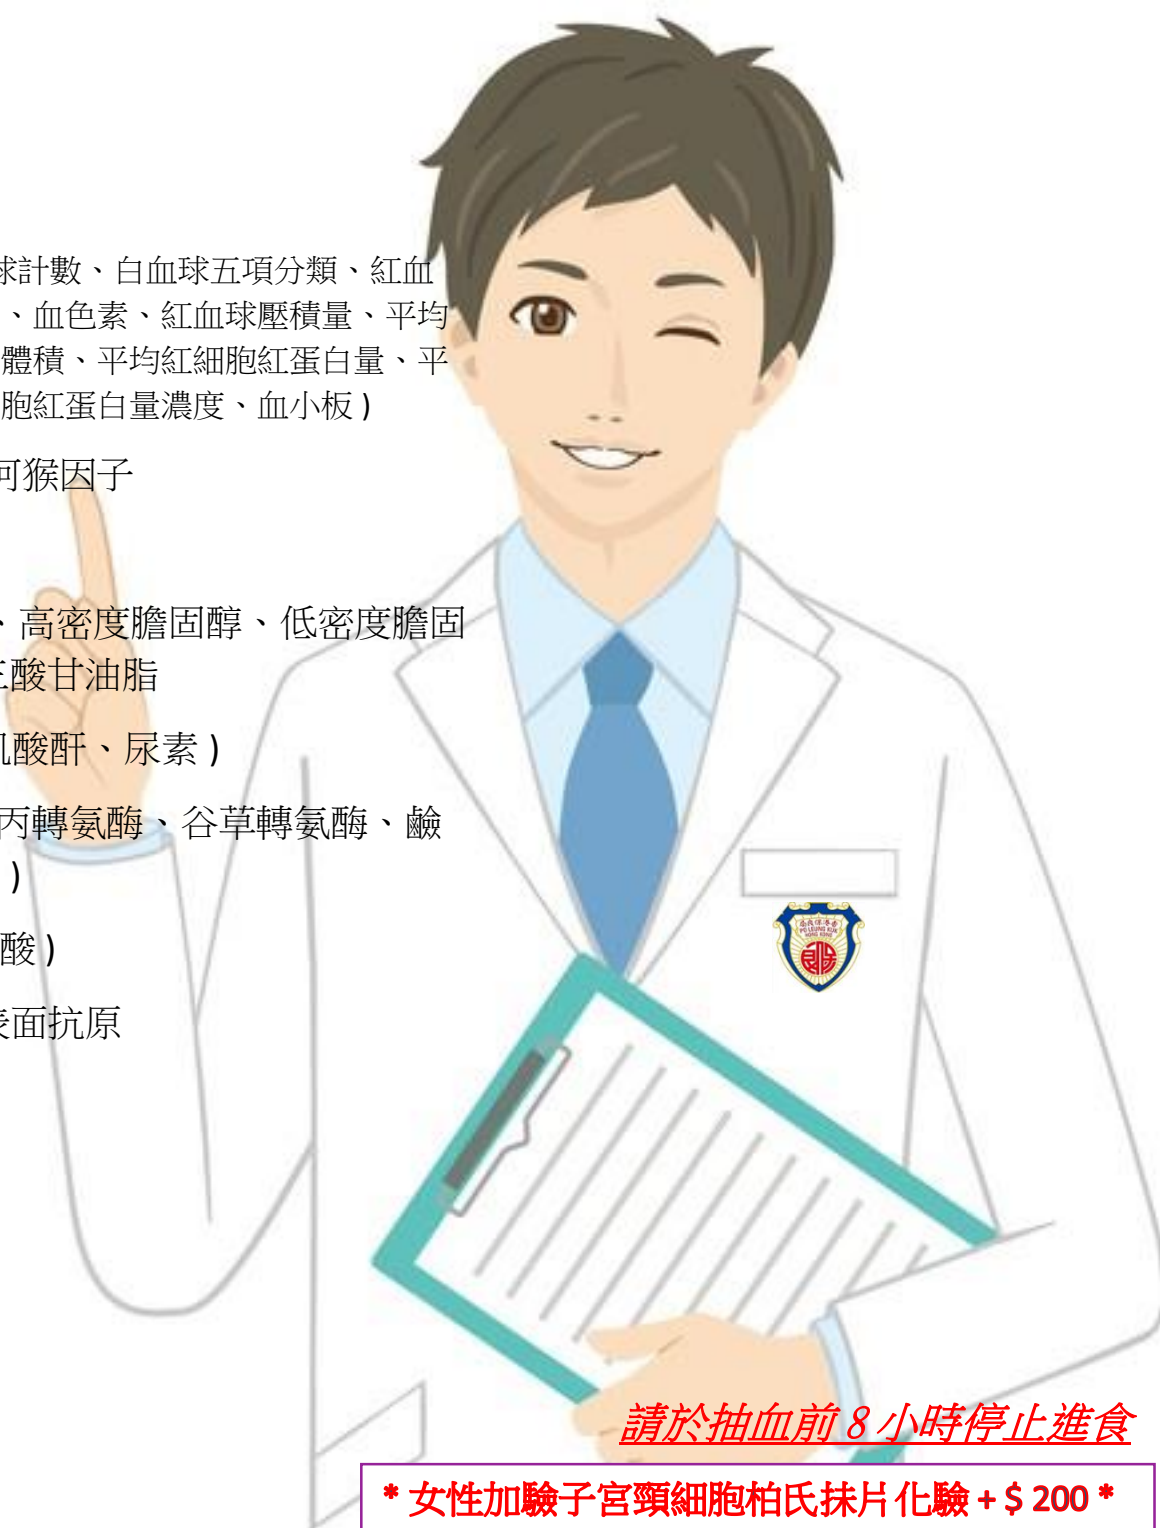 球計數、白血球五項分類、紅血
、血色素、紅血球壓積量、平均
體積、平均紅細胞紅蛋白量、平
胞紅蛋白量濃度、血小板 )
猴因子
、高密度膽固醇、低密度膽固
酸甘油脂
酸酐、尿素 )
丙轉氨酶、谷草轉氨酶、鹼
)
酸 )
面抗原
PO LEUNG KUK
HONG KONG
請於抽血前 8 小時停止進食
* 女性加驗子宮頸細胞柏氏抹片化驗 + $ 200 *